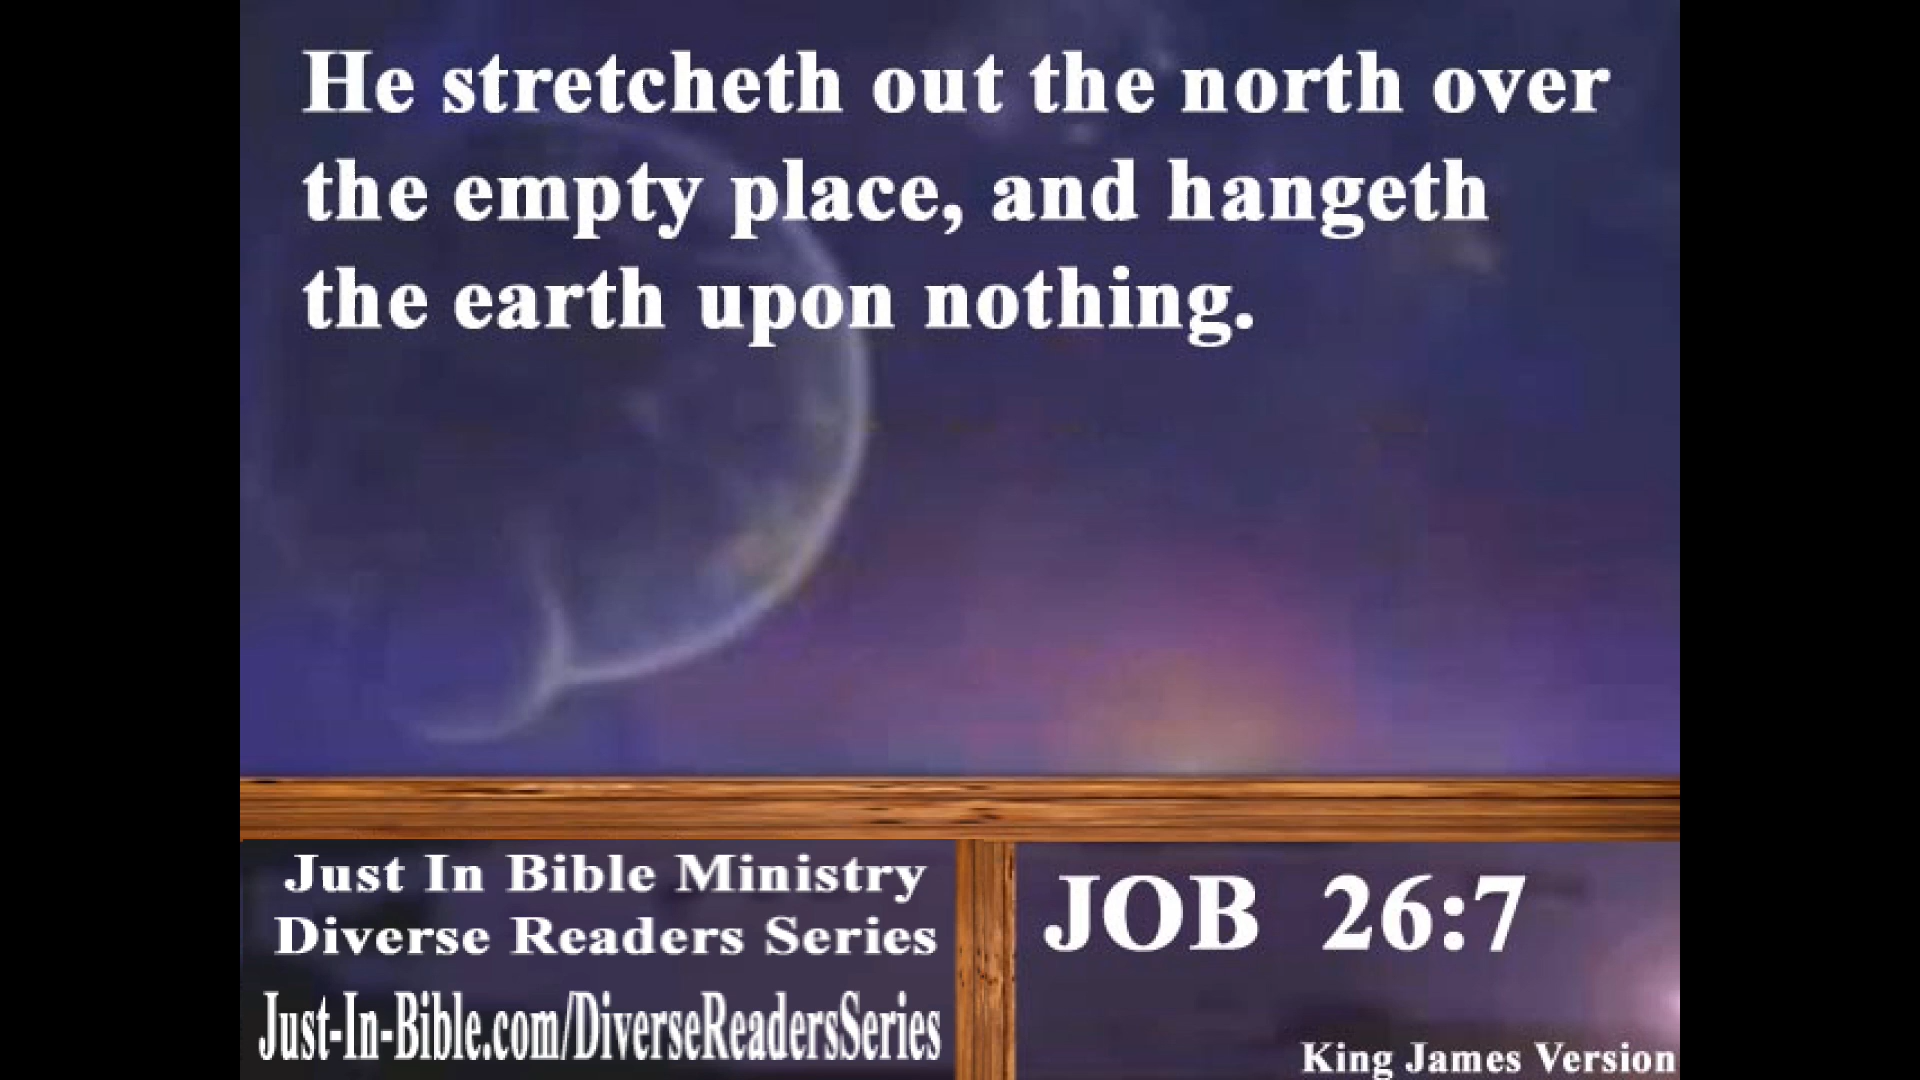 He stretcheth out the north over
the empty place, and hangeth
the earth upon nothing.
Just In Bible Ministry
Diverse Readers Series
Just-In-Bible.com/DiverseReadersSeries
JOB 26:7
King James Version